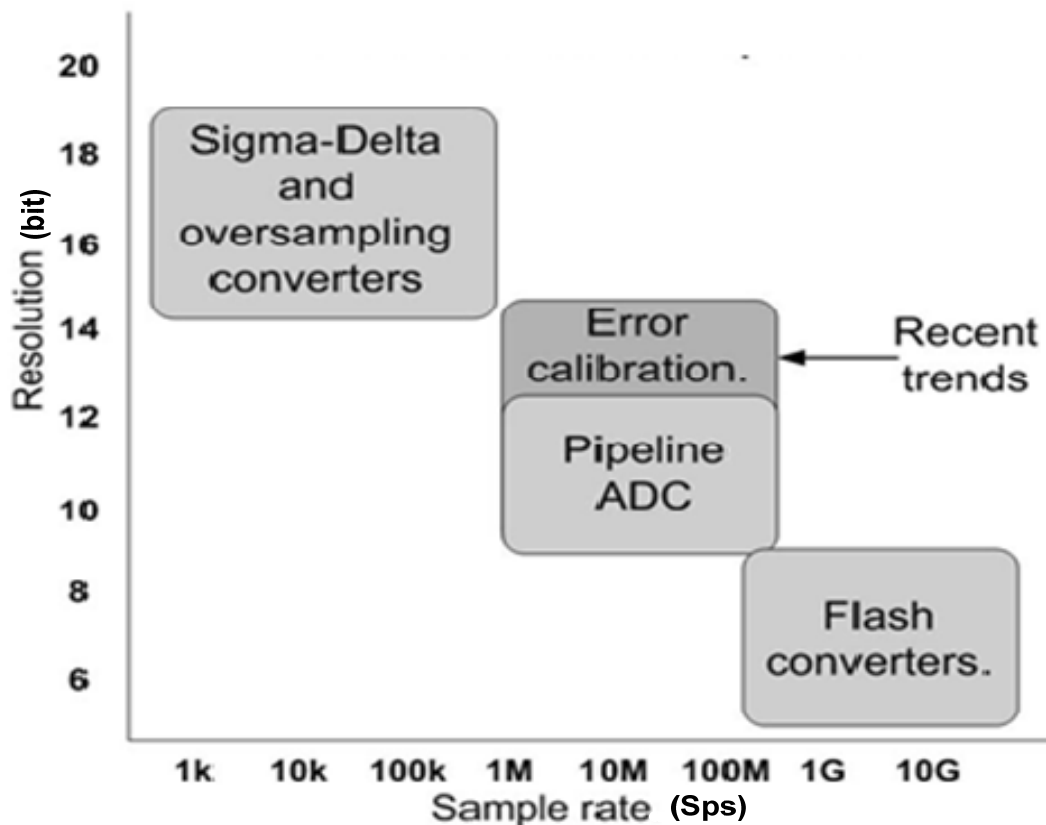 20
18
16
14
12
10
8
6
Resolution (bit)
Sigma-Delta
and
oversampling
converters
Error
calibration.
Recent
trends
Pipeline
ADC
Flash
converters.
1k 10k 100k 1M 10M 100M 1G 10G
Sample rate (Sps)